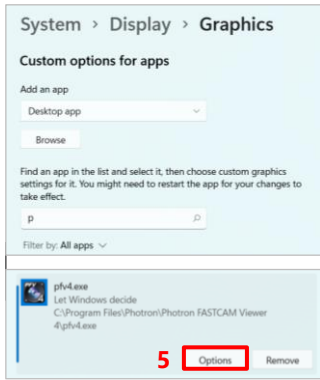 System > Display > Graphics
Custom options for apps
Add an app
Desktop app
Browse
Find an app in the list and select it, then choose custom graphics
settings for it. You might need to restart the app for your changes to
take effect.
p
Filter by: All apps
pfv4.exe
Let Windows decide
C:\Program Files\Photron\Photron FASTCAM Viewer
4\pfv4.exe
5 Options Remove